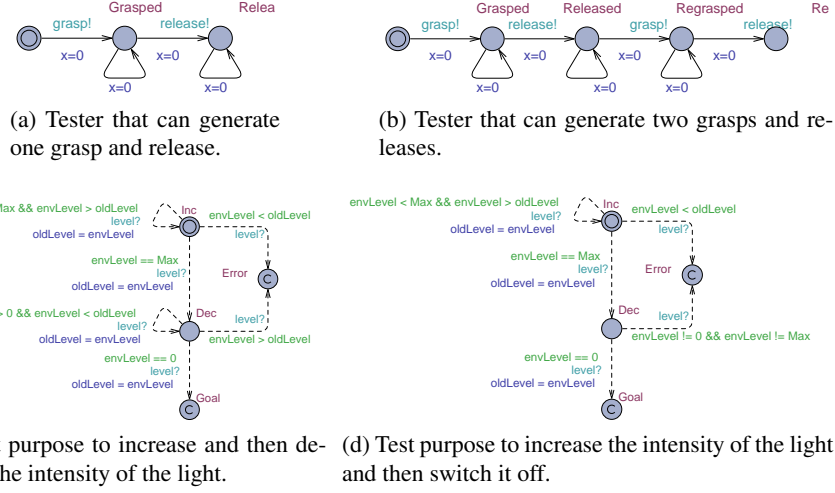 Grasped
Relea
grasp!
release!
x=0
x=0
x=0
x=0
(a) Tester that can generate
one grasp and release.
Grasped
Released
Regrasped
Re
grasp!
release!
grasp!
release!
x=0
x=0
x=0
x=0
x=0
x=0
x=0
(b) Tester that can generate two grasps and re-
leases.
Max && envLevel > oldLevel
level?
oldLevel = envLevel
Inc
envLevel < oldLevel
level?
envLevel == Max
level?
oldLevel = envLevel
Error
C
> 0 && envLevel < oldLevel
level?
oldLevel = envLevel
Dec
level?
envLevel > oldLevel
envLevel == 0
level?
oldLevel = envLevel
Goal
C
purpose to increase and then de-
he intensity of the light.
envLevel < Max && envLevel > oldLevel
level?
oldLevel = envLevel
Inc
envLevel < oldLevel
level?
envLevel == Max
level?
oldLevel = envLevel
Error
C
Dec
level?
envLevel != 0 && envLevel != Max
envLevel == 0
level?
oldLevel = envLevel
Goal
C
(d) Test purpose to increase the intensity of the light
and then switch it off.